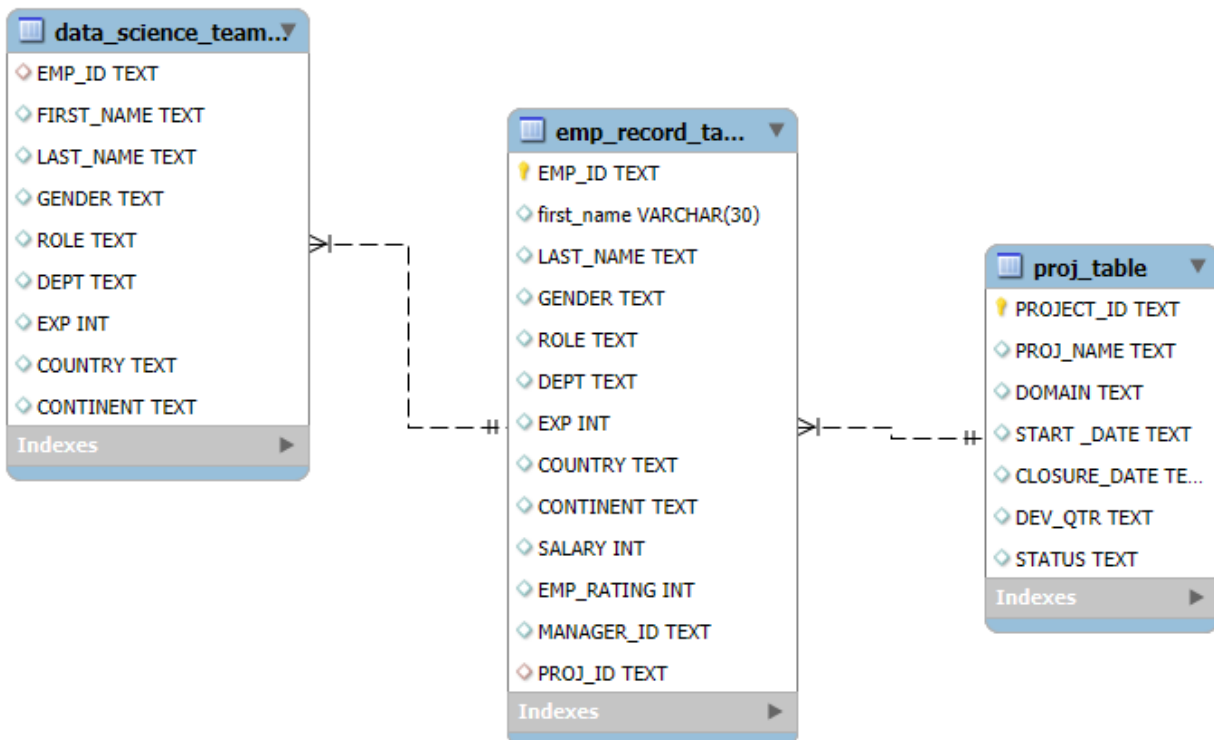 data_science_team...
EMP_ID TEXT
FIRST_NAME TEXT
LAST_NAME TEXT
GENDER TEXT
ROLE TEXT
DEPT TEXT
EXP INT
COUNTRY TEXT
CONTINENT TEXT
Indexes
emp_record_ta...
EMP_ID TEXT
first_name VARCHAR(30)
LAST_NAME TEXT
GENDER TEXT
ROLE TEXT
DEPT TEXT
EXP INT
COUNTRY TEXT
CONTINENT TEXT
SALARY INT
EMP_RATING INT
MANAGER_ID TEXT
PROJ_ID TEXT
Indexes
proj_table
PROJECT_ID TEXT
PROJ_NAME TEXT
DOMAIN TEXT
START _DATE TEXT
CLOSURE_DATE TE...
DEV_QTR TEXT
STATUS TEXT
Indexes